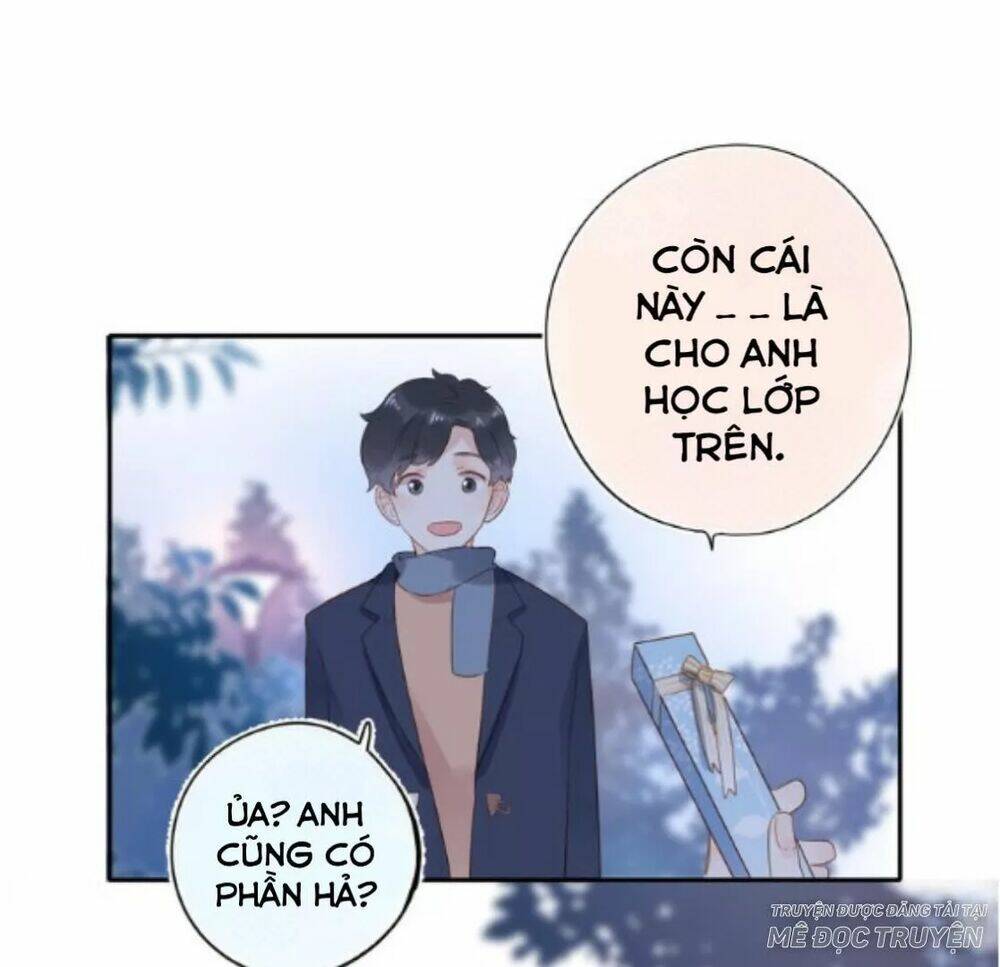 CÒN CÁI
NÀY _ _ LÀ
CHO ANH
HỌC LỚP
TRÊN.
ỦA? ANH
CŨNG CÓ
PHẦN HẢ?
TRUYỆN ĐƯỢC ĐĂNG TẢI TẠI
MÊ ĐỌC TRUYỆN